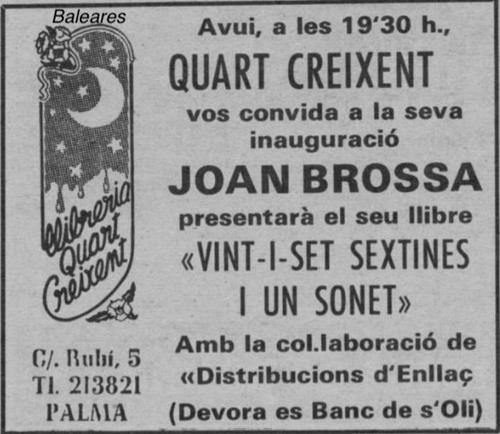 Baleares
Avui, a les 19'30 h.,
QUART CREIXENT
vos convida a la seva
inauguració
JOAN BROSSA
presentarà el seu llibre
«VINT-I-SET SEXTINES
I UN SONET»
Amb la col.laboració de
«Distribucions d'Enllaç
(Devora es Banc de s'Oli)
Llibreria
Quart
Creixent
C/. Rubí, 5
Tl. 213821
PALMA